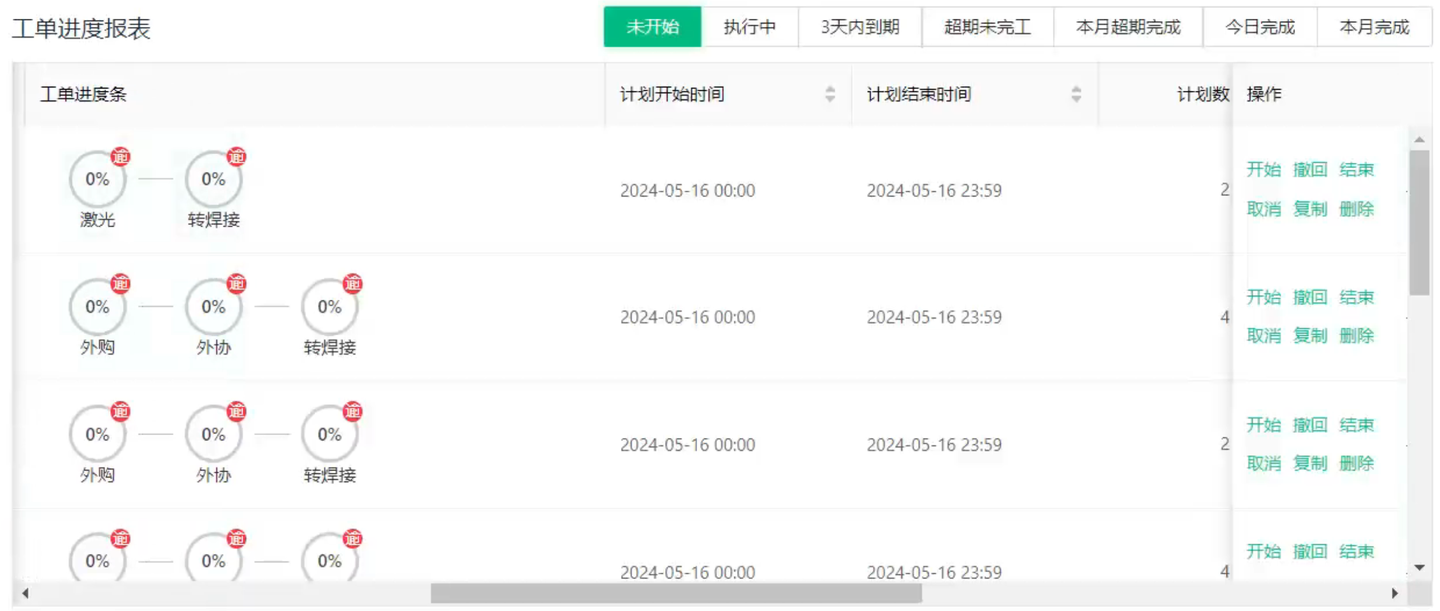 工单进度报表
未开始 执行中 3天内到期 超期未完工 本月超期完成 今日完成 本月完成
工单进度条 计划开始时间 计划结束时间 计划数 操作
逾 逾
0% 0% 2024-05-16 00:00 2024-05-16 23:59 2 开始 撤回 结束
激光 转焊接 取消 复制 删除
逾 逾 逾
0% 0% 0% 2024-05-16 00:00 2024-05-16 23:59 4 开始 撤回 结束
外购 外协 转焊接 取消 复制 删除
逾 逾 逾
0% 0% 0% 2024-05-16 00:00 2024-05-16 23:59 2 开始 撤回 结束
外购 外协 转焊接 取消 复制 删除
逾 逾 逾
0% 0% 0% 2024-05-16 00:00 2024-05-16 23:59 4 开始 撤回 结束